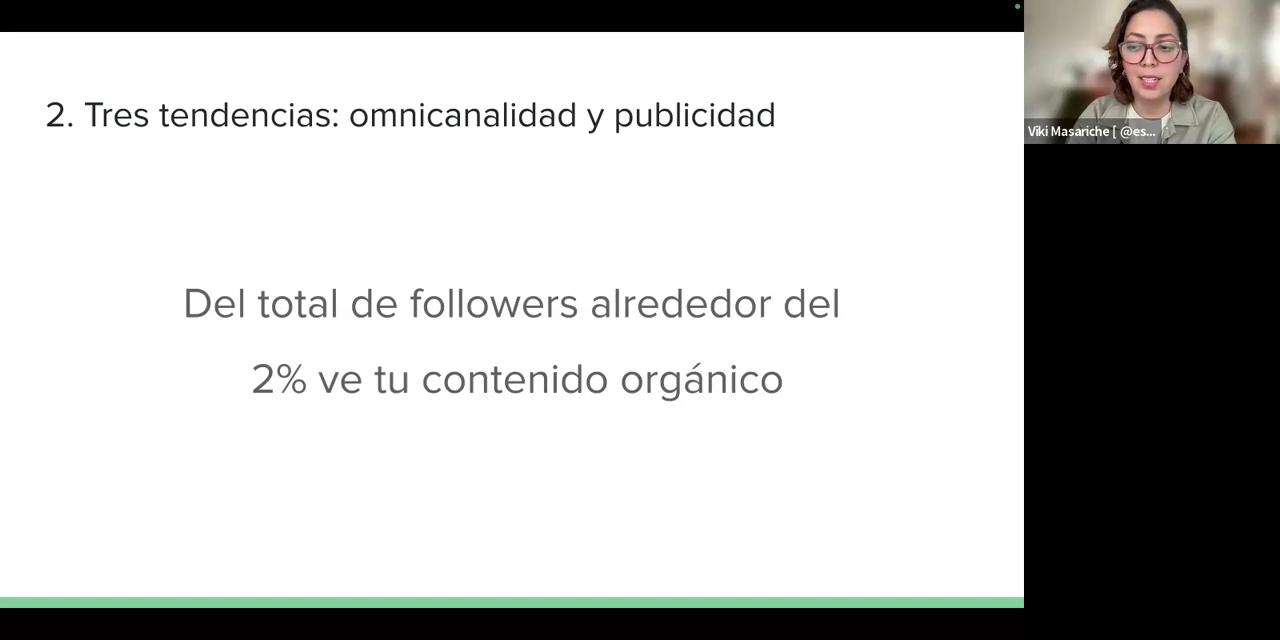 2. Tres tendencias: omnicanalidad y publicidad
Del total de followers alrededor del
2% ve tu contenido orgánico
Viki Masariche [ @es...